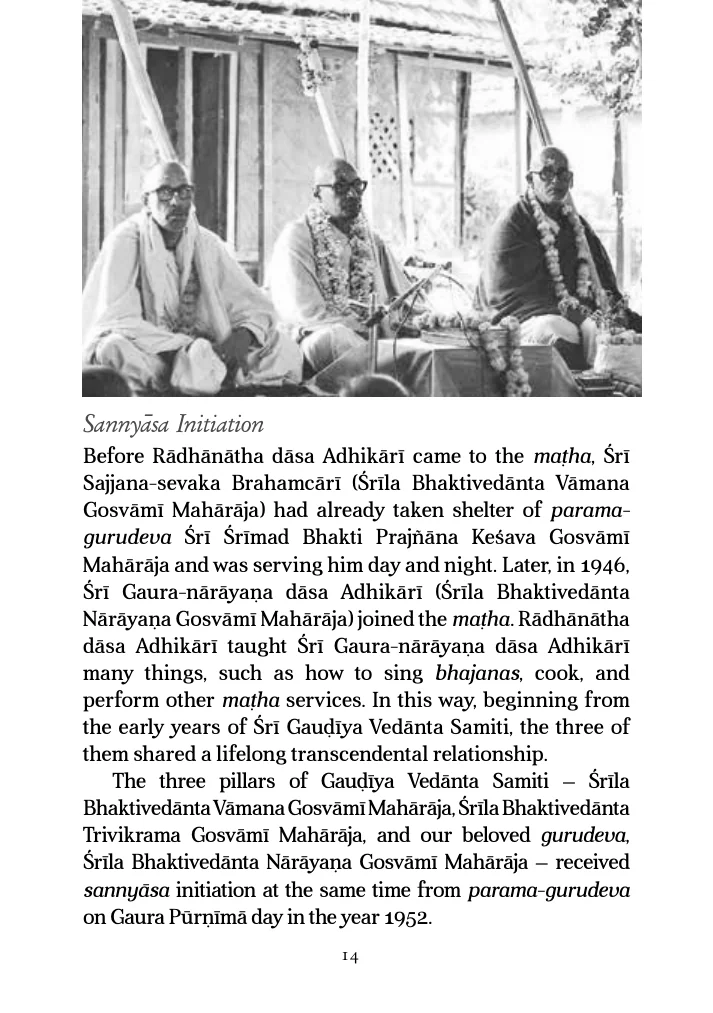 Sannyāsa Initiation
Before Rādhānātha dāsa Adhikārī came to the maṭha, Śrī
Sajjana-sevaka Brahamcārī (Śrīla Bhaktivedānta Vāmana
Gosvāmī Mahārāja) had already taken shelter of parama-
gurudeva Śrī Śrīmad Bhakti Prajñāna Keśava Gosvāmī
Mahārāja and was serving him day and night. Later, in 1946,
Śrī Gaura-nārāyaṇa dāsa Adhikārī (Śrīla Bhaktivedānta
Nārāyaṇa Gosvāmī Mahārāja) joined the maṭha. Rādhānātha
dāsa Adhikārī taught Śrī Gaura-nārāyaṇa dāsa Adhikārī
many things, such as how to sing bhajanas, cook, and
perform other maṭha services. In this way, beginning from
the early years of Śrī Gauḍīya Vedānta Samiti, the three of
them shared a lifelong transcendental relationship.
The three pillars of Gauḍīya Vedānta Samiti – Śrīla
Bhaktivedānta Vāmana Gosvāmī Mahārāja, Śrīla Bhaktivedānta
Trivikrama Gosvāmī Mahārāja, and our beloved gurudeva,
Śrīla Bhaktivedānta Nārāyaṇa Gosvāmī Mahārāja – received
sannyāsa initiation at the same time from parama-gurudeva
on Gaura Pūrṇīmā day in the year 1952.
14